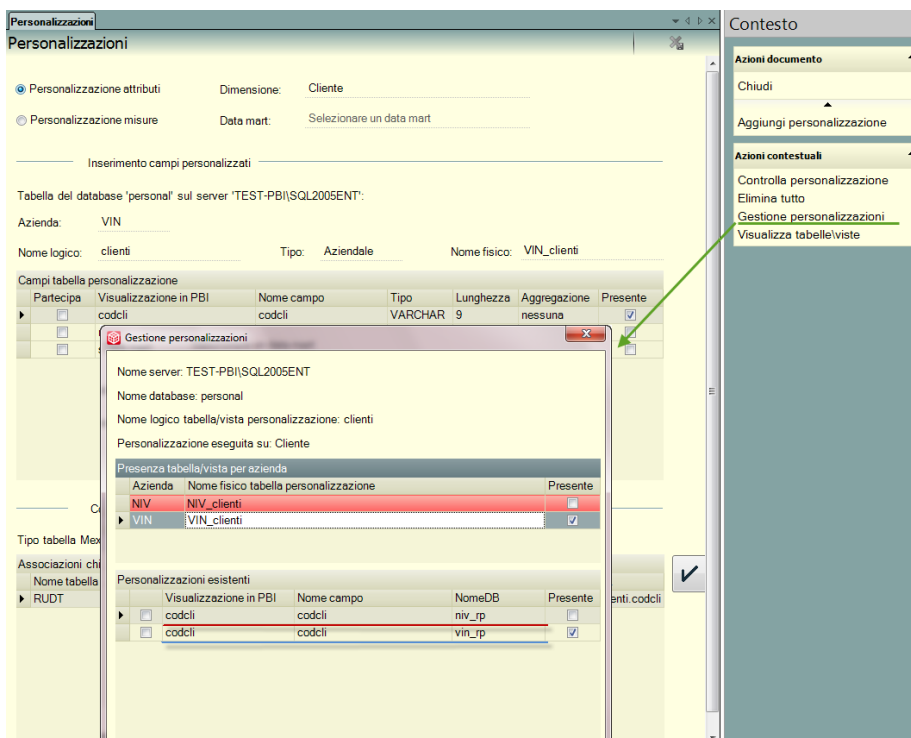 Personalizzazioni
Personalizzazioni
Personalizzazione attributi Dimensione: Cliente
Personalizzazione misure Data mart: Selezionare un data mart
Inserimento campi personalizzati
Tabella del database 'personal' sul server 'TEST-PBI\SQL2005ENT':
Azienda: VIN
Nome logico: clienti Tipo: Aziendale Nome fisico: VIN_clienti
Campi tabella personalizzazione
Partecipa Visualizzazione in PBI Nome campo Tipo Lunghezza Aggregazione Presente
codcli codcli VARCHAR 9 nessuna
Gestione personalizzazioni
Nome server: TEST-PBI\SQL2005ENT
Nome database: personal
Nome logico tabella/vista personalizzazione: clienti
Personalizzazione eseguita su: Cliente
Presenza tabella/vista per azienda
Azienda Nome fisico tabella personalizzazione Presente
NIV NIV_clienti
VIN VIN_clienti
Personalizzazioni esistenti
Visualizzazione in PBI Nome campo NomeDB Presente
codcli codcli niv_rp
codcli codcli vin_rp
Tipo tabella Mex
Associazioni chi
Nome tabella
RUDT
enti.codcli
Contesto
Azioni documento
Chiudi
Aggiungi personalizzazione
Azioni contestuali
Controlla personalizzazione
Elimina tutto
Gestione personalizzazioni
Visualizza tabelle\viste